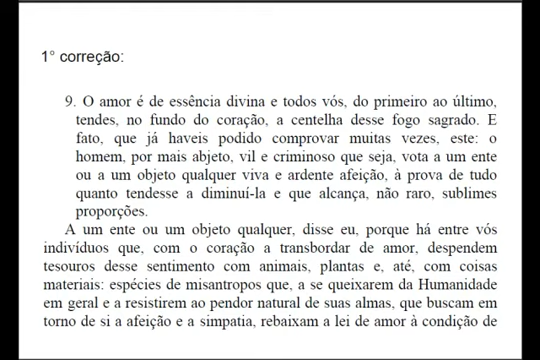 1° correção:
9. O amor é de essência divina e todos vós, do primeiro ao último,
tendes, no fundo do coração, a centelha desse fogo sagrado. E
fato, que já haveis podido comprovar muitas vezes, este: o
homem, por mais abjeto, vil e criminoso que seja, vota a um ente
ou a um objeto qualquer viva e ardente afeição, à prova de tudo
quanto tendesse a diminuí-la e que alcança, não raro, sublimes
proporções.
A um ente ou um objeto qualquer, disse eu, porque há entre vós
indivíduos que, com o coração a transbordar de amor, despendem
tesouros desse sentimento com animais, plantas e, até, com coisas
materiais: espécies de misantropos que, a se queixarem da Humanidade
em geral e a resistirem ao pendor natural de suas almas, que buscam em
torno de si a afeição e a simpatia, rebaixam a lei de amor à condição de